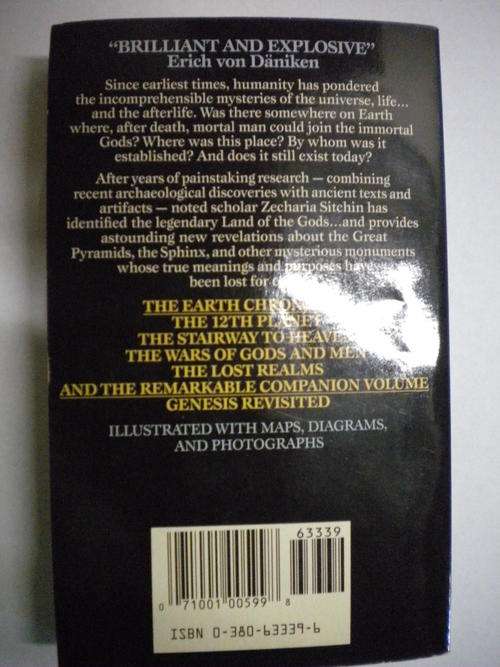 “BRILLIANT AND EXPLOSIVE”
Erich von Däniken
Since earliest times, humanity has pondered
the incomprehensible mysteries of the universe, life...
and the afterlife. Was there somewhere on Earth
where, after death, mortal man could join the immortal
Gods? Where was this place? By whom was it
established? And does it still exist today?
After years of painstaking research — combining
recent archaeological discoveries with ancient texts and
artifacts — noted scholar Zecharia Sitchin has
identified the legendary Land of the Gods...and provides
astounding new revelations about the Great
Pyramids, the Sphinx, and other mysterious monuments
whose true meanings and purposes have
been lost for
THE EARTH
THE 12TH PLANET
THE STAIRWAY TO HEAVEN
THE WARS OF GODS AND MEN
THE LOST REALMS
AND THE REMARKABLE COMPANION VOLUME
GENESIS REVISITED
ILLUSTRATED WITH MAPS, DIAGRAMS,
AND PHOTOGRAPHS
63339
0 71001 00599 8
ISBN 0-380-63339-6